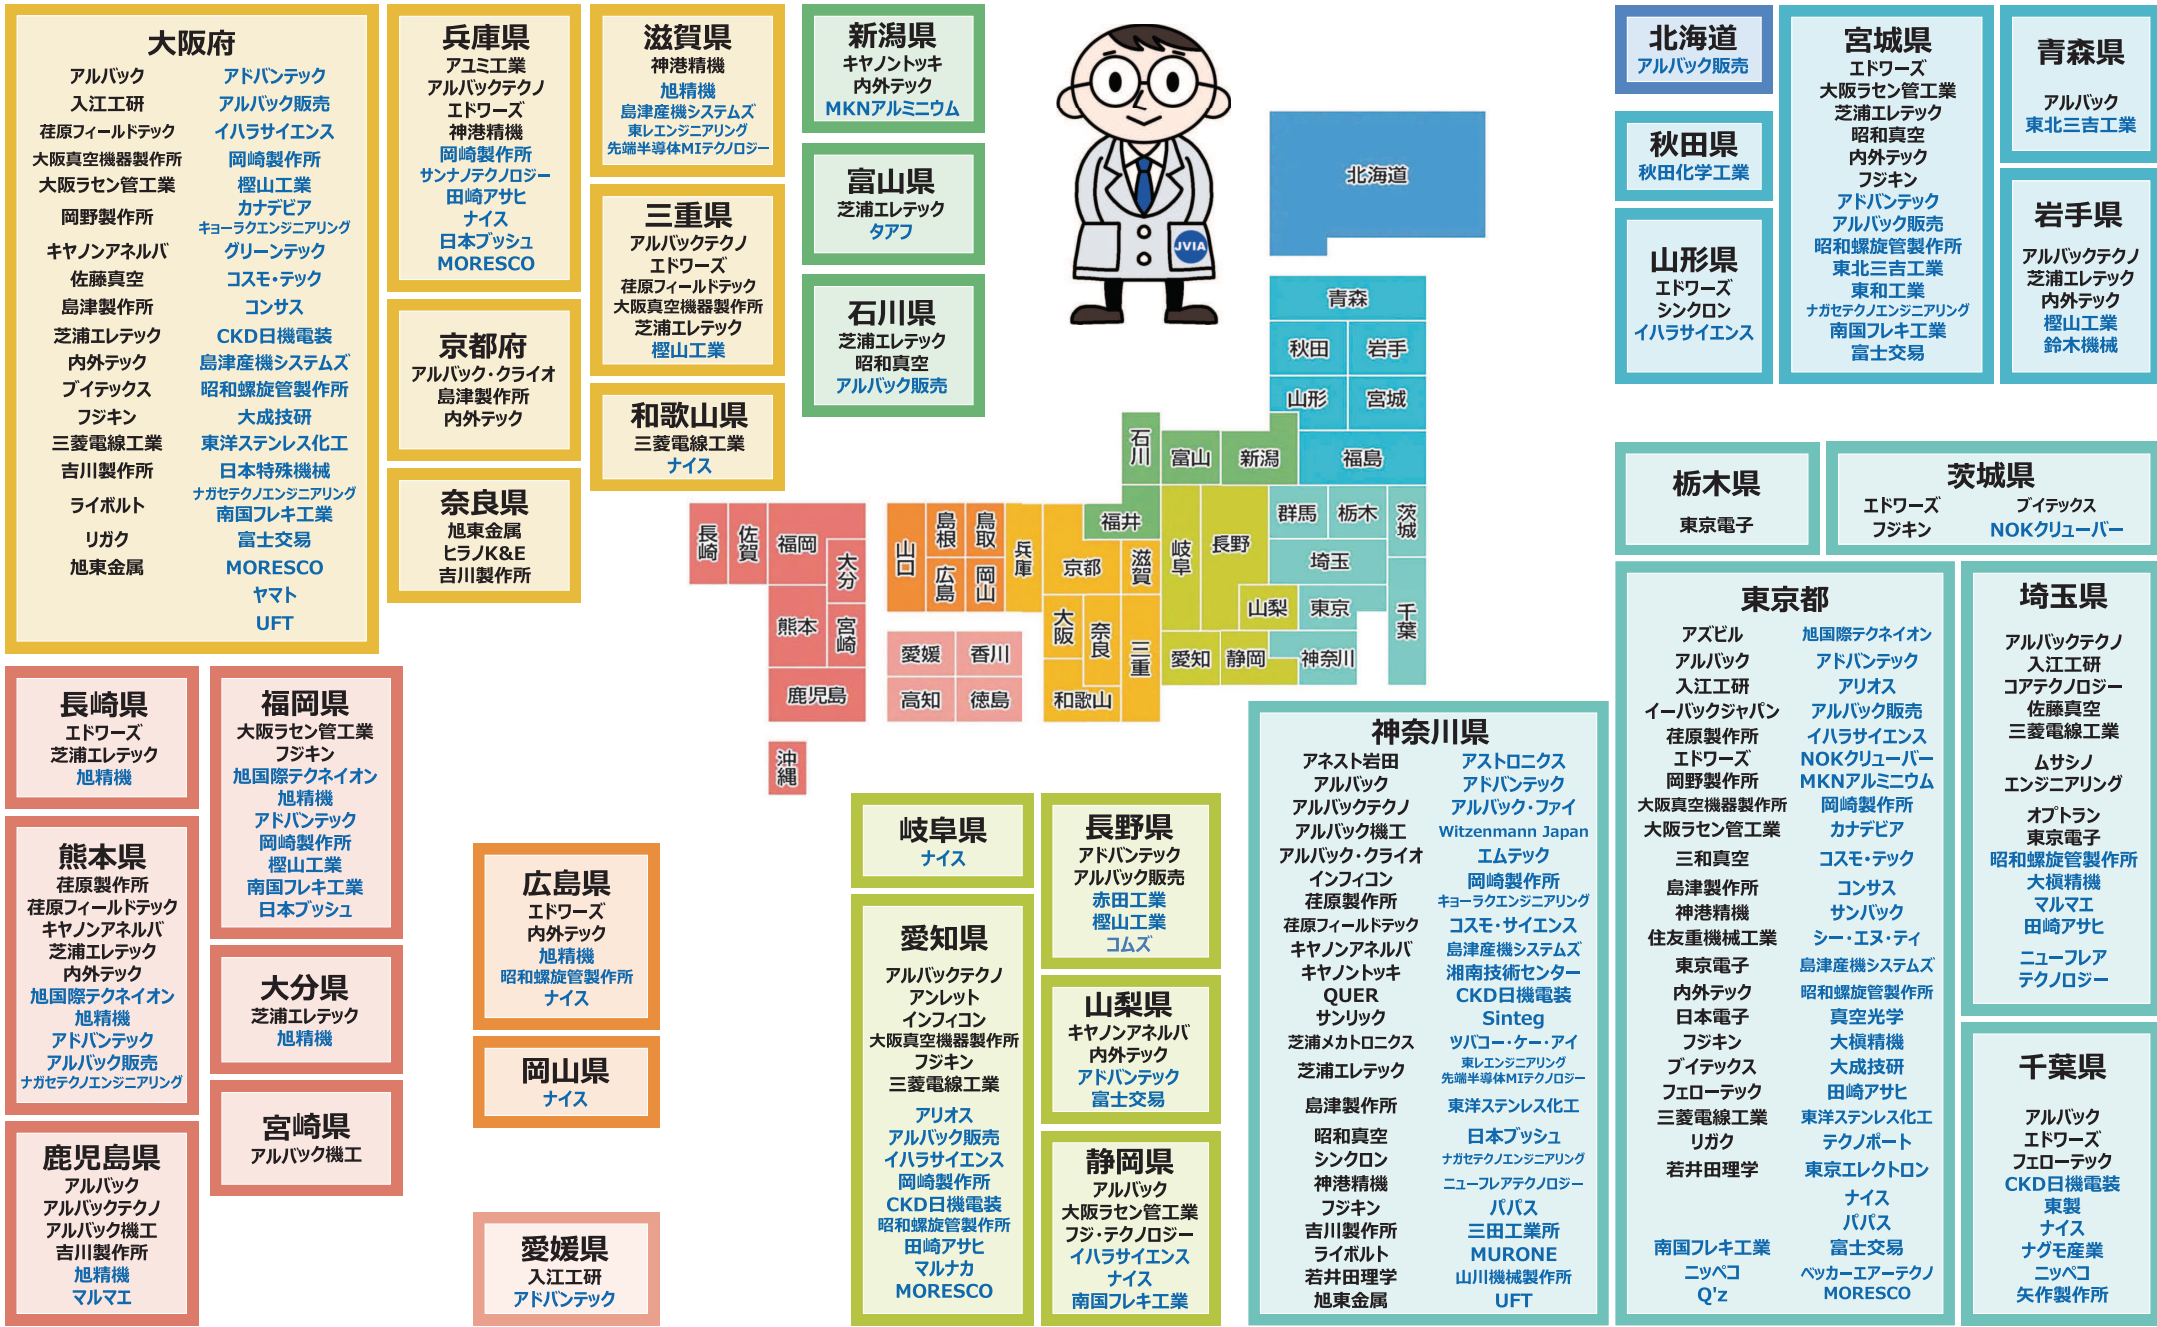 大阪府
アルバック
入江工研
荏原フィールドテック
大阪真空機器製作所
大阪ラセン管工業
岡野製作所
キヤノンアネルバ
佐藤真空
島津製作所
芝浦エレテック
内外テック
ブイテックス
フジキン
三菱電線工業
吉川製作所
ライボルト
リガク
旭東金属
アドバンテック
アルバック販売
イハラサイエンス
岡崎製作所
樫山工業
カナデビア
キョーラクエンジニアリング
グリーンテック
コスモ・テック
コンサス
CKD日機電装
島津産機システムズ
昭和螺旋管製作所
大成技研
東洋ステンレス化工
日本特殊機械
ナガセテクノエンジニアリング
南国フレキ工業
富士交易
MORESCO
ヤマト
UFT
兵庫県
アユミ工業
アルバックテクノ
エドワーズ
神港精機
岡崎製作所
サンナノテクノロジー
田崎アサヒ
ナイス
日本ブッシュ
MORESCO
京都府
アルバック・クライオ
島津製作所
内外テック
奈良県
旭東金属
ヒラノK&E
吉川製作所
滋賀県
神港精機
旭精機
島津産機システムズ
東レエンジニアリング
先端半導体MIテクノロジー
三重県
アルバックテクノ
エドワーズ
荏原フィールドテック
大阪真空機器製作所
芝浦エレテック
樫山工業
和歌山県
三菱電線工業
ナイス
新潟県
キヤノントッキ
内外テック
MKNアルミニウム
富山県
芝浦エレテック
タアフ
石川県
芝浦エレテック
昭和真空
アルバック販売
JVIA
北海道
青森
秋田
岩手
山形
宮城
石川
富山
新潟
福島
福井
群馬
栃木
茨城
長崎
佐賀
福岡
大分
山口
島根
鳥取
広島
岡山
兵庫
京都
滋賀
岐阜
長野
埼玉
山梨
東京
千葉
熊本
宮崎
大阪
奈良
三重
愛知
静岡
神奈川
愛媛
香川
高知
徳島
和歌山
鹿児島
沖縄
北海道
アルバック販売
秋田県
秋田化学工業
山形県
エドワーズ
シンクロン
イハラサイエンス
宮城県
エドワーズ
大阪ラセン管工業
芝浦エレテック
昭和真空
内外テック
フジキン
アドバンテック
アルバック販売
昭和螺旋管製作所
東北三吉工業
東和工業
ナガセテクノエンジニアリング
南国フレキ工業
富士交易
青森県
アルバック
東北三吉工業
岩手県
アルバックテクノ
芝浦エレテック
内外テック
樫山工業
鈴木機械
栃木県
東京電子
茨城県
エドワーズ
フジキン
ブイテックス
NOKクリューバー
東京都
アズビル
アルバック
入江工研
イーバックジャパン
荏原製作所
エドワーズ
岡野製作所
大阪真空機器製作所
大阪ラセン管工業
三和真空
島津製作所
神港精機
住友重機械工業
東京電子
内外テック
日本電子
フジキン
ブイテックス
フェローテック
三菱電線工業
リガク
若井田理学
南国フレキ工業
ニッペコ
Q'z
旭国際テクネイオン
アドバンテック
アリオス
アルバック販売
イハラサイエンス
NOKクリューバー
MKNアルミニウム
岡崎製作所
カナデビア
コスモ・テック
コンサス
サンバック
シー・エヌ・ティ
島津産機システムズ
昭和螺旋管製作所
真空光学
大槇精機
大成技研
田崎アサヒ
東洋ステンレス化工
テクノポート
東京エレクトロン
ナイス
パパス
富士交易
ベッカーエアーテクノ
MORESCO
埼玉県
アルバックテクノ
入江工研
コアテクノロジー
佐藤真空
三菱電線工業
ムサシノ
エンジニアリング
オプトラン
東京電子
昭和螺旋管製作所
大槇精機
マルマエ
田崎アサヒ
ニューフレア
テクノロジー
千葉県
アルバック
エドワーズ
フェローテック
CKD日機電装
東製
ナイス
ナグモ産業
ニッペコ
矢作製作所
神奈川県
アネスト岩田
アルバック
アルバックテクノ
アルバック機工
アルバック・クライオ
インフィコン
荏原製作所
荏原フィールドテック
キヤノンアネルバ
キヤノントッキ
QUER
サンリック
芝浦メカトロニクス
芝浦エレテック
島津製作所
昭和真空
シンクロン
神港精機
フジキン
吉川製作所
ライボルト
若井田理学
旭東金属
アストロニクス
アドバンテック
アルバック・ファイ
Witzenmann Japan
エムテック
岡崎製作所
キョーラクエンジニアリング
コスモ・サイエンス
島津産機システムズ
湘南技術センター
CKD日機電装
Sinteg
ツバコー・ケー・アイ
東レエンジニアリング
先端半導体MIテクノロジー
東洋ステンレス化工
日本ブッシュ
ナガセテクノエンジニアリング
ニューフレアテクノロジー
パパス
三田工業所
MURONE
山川機械製作所
UFT
長崎県
エドワーズ
芝浦エレテック
旭精機
熊本県
荏原製作所
荏原フィールドテック
キヤノンアネルバ
芝浦エレテック
内外テック
旭国際テクネイオン
旭精機
アドバンテック
アルバック販売
ナガセテクノエンジニアリング
鹿児島県
アルバック
アルバックテクノ
アルバック機工
吉川製作所
旭精機
マルマエ
福岡県
大阪ラセン管工業
フジキン
旭国際テクネイオン
旭精機
アドバンテック
岡崎製作所
樫山工業
南国フレキ工業
日本ブッシュ
大分県
芝浦エレテック
旭精機
宮崎県
アルバック機工
広島県
エドワーズ
内外テック
旭精機
昭和螺旋管製作所
ナイス
岡山県
ナイス
愛媛県
入江工研
アドバンテック
岐阜県
ナイス
愛知県
アルバックテクノ
アンレット
インフィコン
大阪真空機器製作所
フジキン
三菱電線工業
アリオス
アルバック販売
イハラサイエンス
岡崎製作所
CKD日機電装
昭和螺旋管製作所
田崎アサヒ
マルナカ
MORESCO
長野県
アドバンテック
アルバック販売
赤田工業
樫山工業
コムズ
山梨県
キヤノンアネルバ
内外テック
アドバンテック
富士交易
静岡県
アルバック
大阪ラセン管工業
フジ・テクノロジー
イハラサイエンス
ナイス
南国フレキ工業